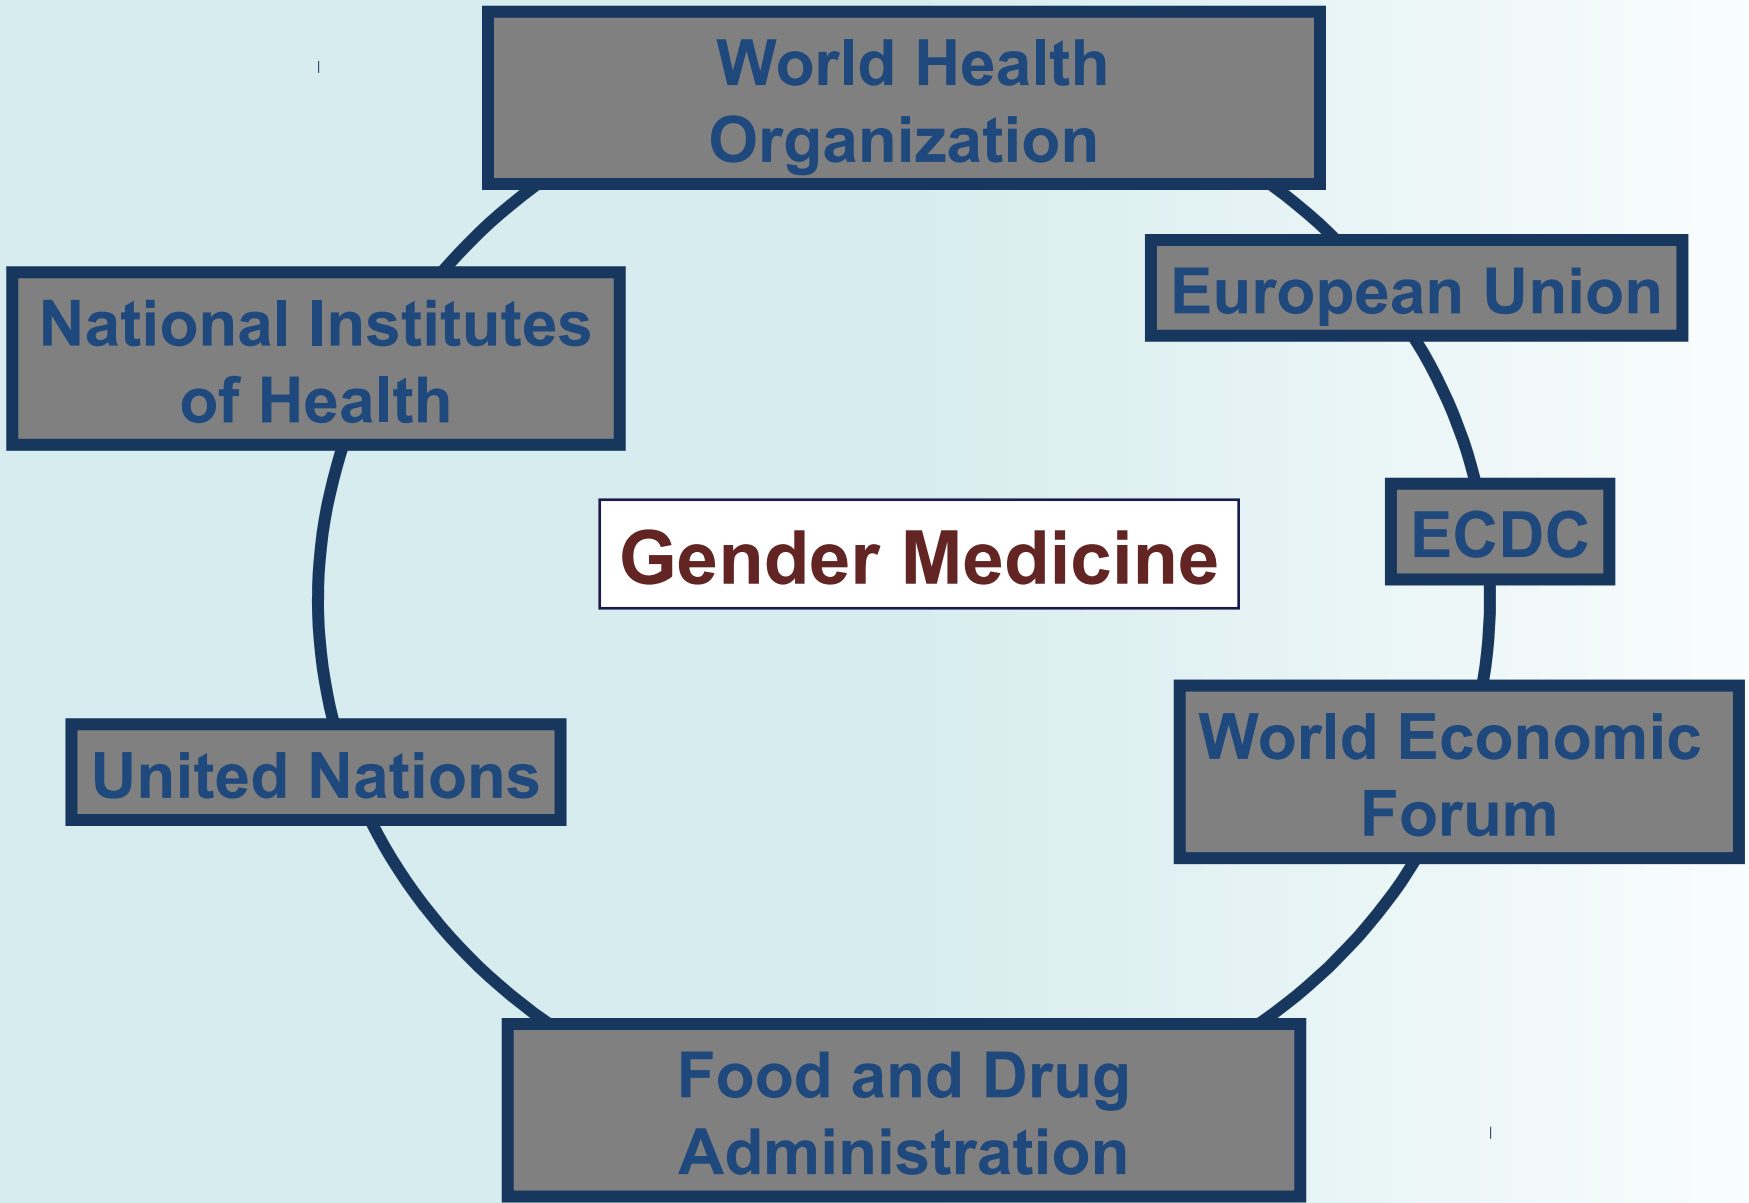 World Health
Organization
European Union
National Institutes
of Health
ECDC
Gender Medicine
World Economic
Forum
United Nations
Food and Drug
Administration